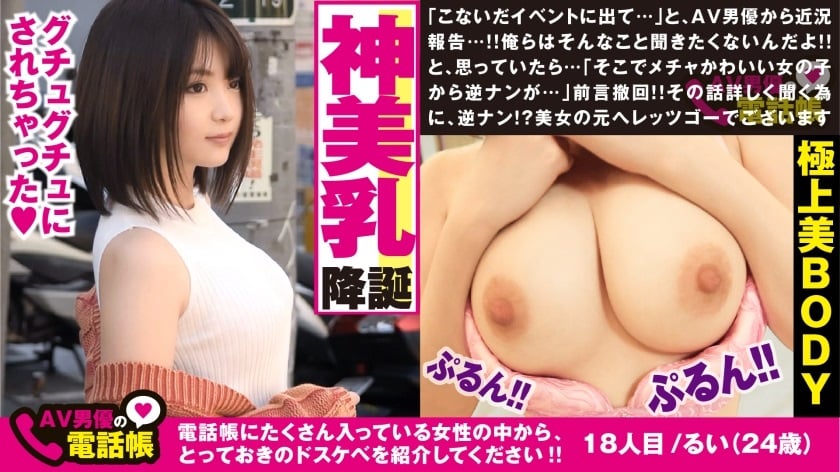 グチュグチュに
されちゃった♥
神美乳
降誕
「こないだイベントに出て…」と、AV男優から近況
報告…!!俺らはそんなこと聞きたくないんだよ!!
と、思っていたら…「そこでメチャかわいい女の子
から逆ナンが…」前言撤回!!その話詳しく聞く為
に、逆ナン!?美女の元へレッツゴーでございます
AV男優の
電話帳
極上美BODY
ぷるん!!
ぷるん!!
AV男優の
電話帳
電話帳にたくさん入っている女性の中から、
とっておきのドスケベを紹介してください!!
18人目/るい(24歳)